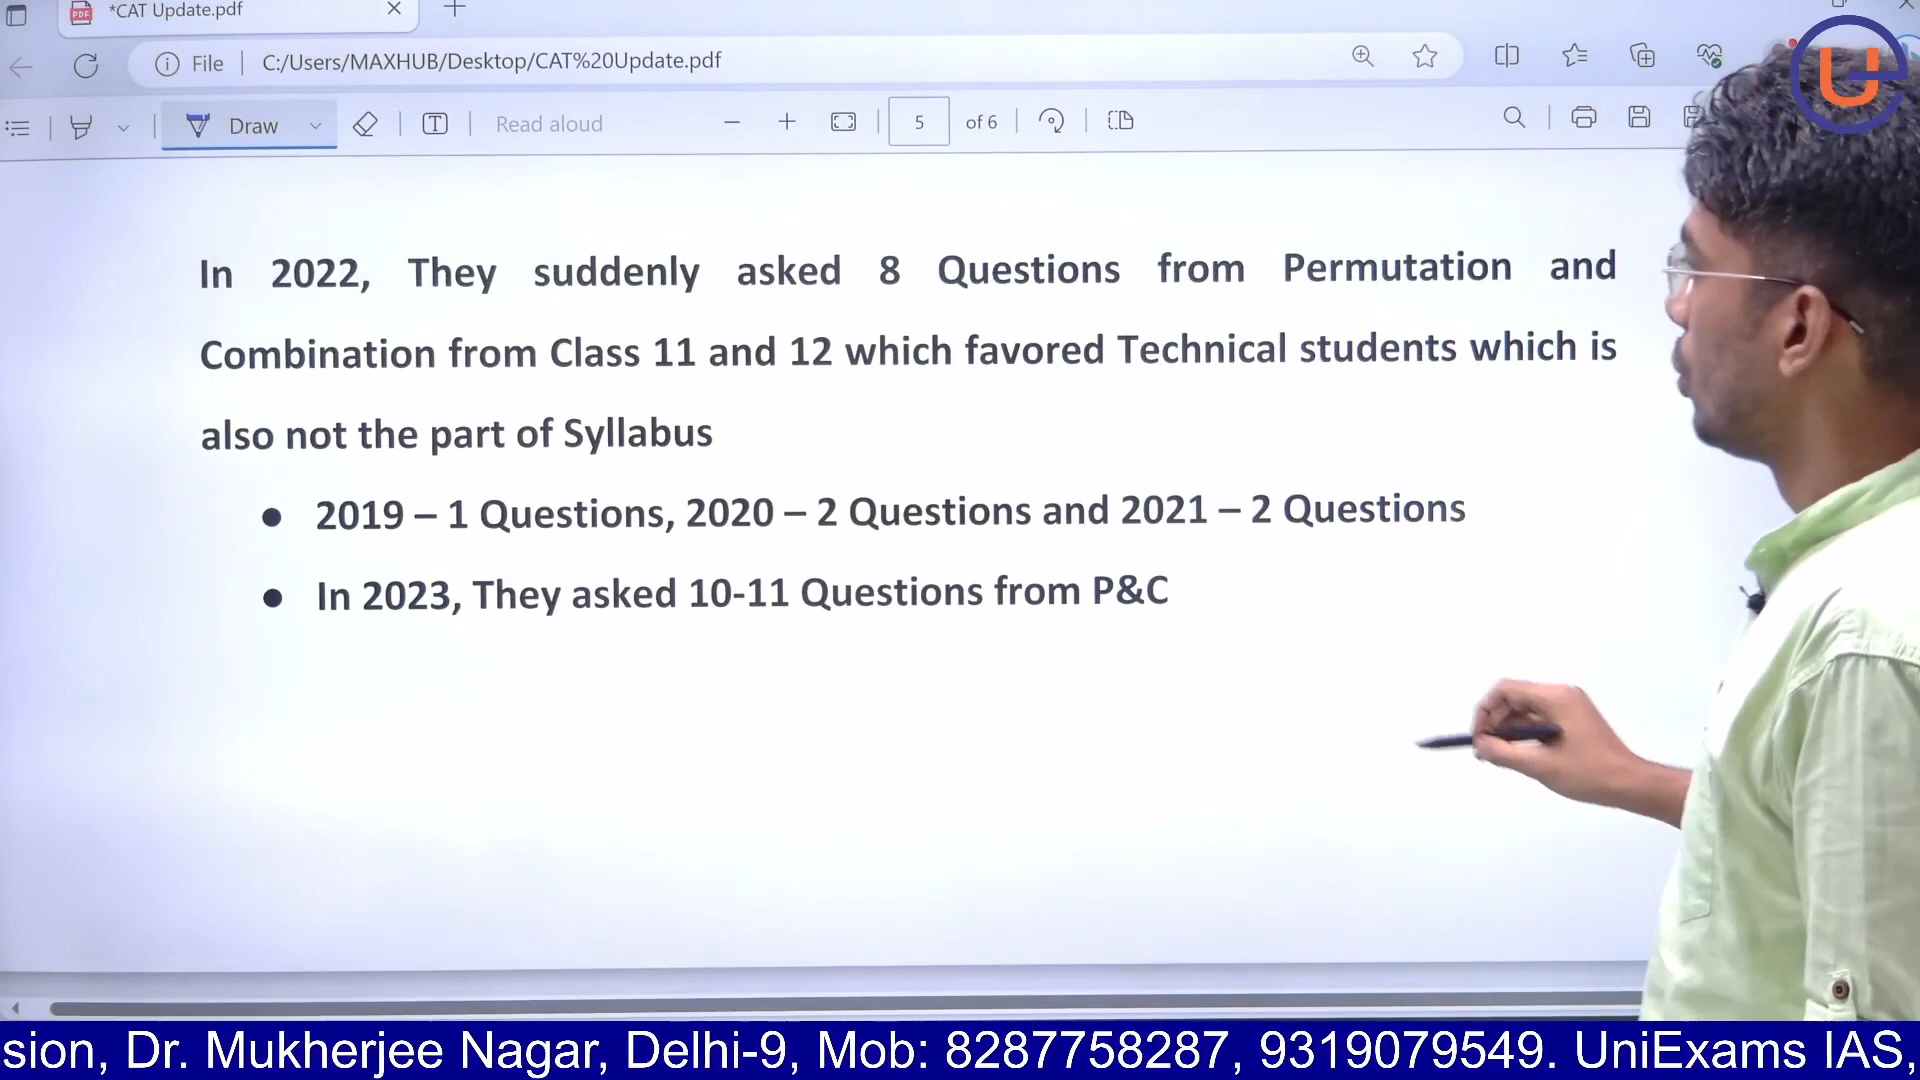 *CAT Update.pdf
File
C:/Users/MAXHUB/Desktop/CAT%20Update.pdf
Draw
Read aloud
5
of 6
In 2022, They suddenly asked 8 Questions from Permutation and
Combination from Class 11 and 12 which favored Technical students which is
also not the part of Syllabus
● 2019 – 1 Questions, 2020 – 2 Questions and 2021 – 2 Questions
● In 2023, They asked 10-11 Questions from P&C
sion, Dr. Mukherjee Nagar, Delhi-9, Mob: 8287758287, 9319079549. UniExams IAS,